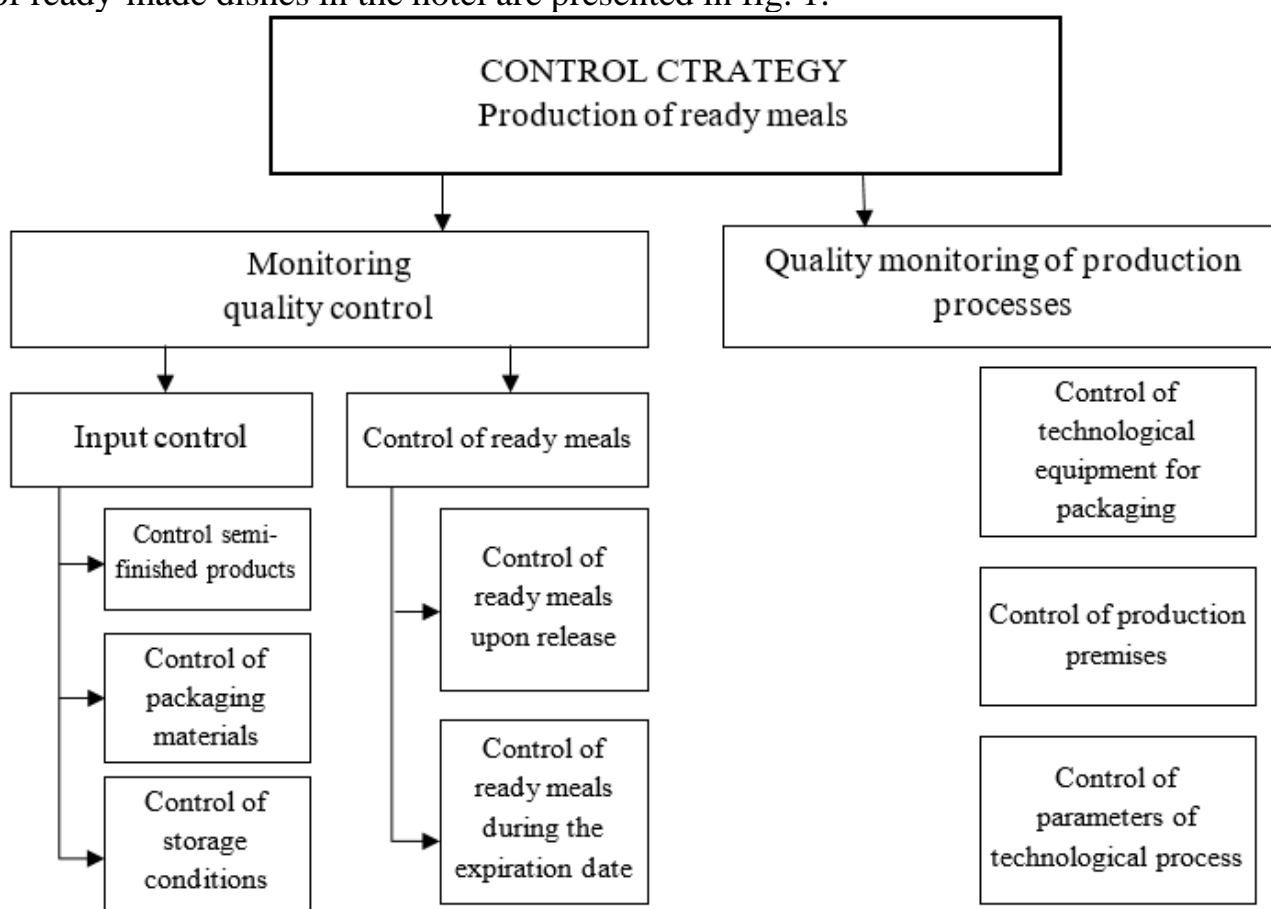 of ready-made dishes in the hotel are presented in fig. 1.
CONTROL CTRATEGY
Production of ready meals
Monitoring
quality control
Quality monitoring of production
processes
Input control
Control of ready meals
Control semi-
finished products
Control of
packaging
materials
Control of
storage
conditions
Control of
ready meals
upon release
Control of
ready meals
during the
expiration date
Control of
technological
equipment for
packaging
Control of production
premises
Control of
parameters of
technological process